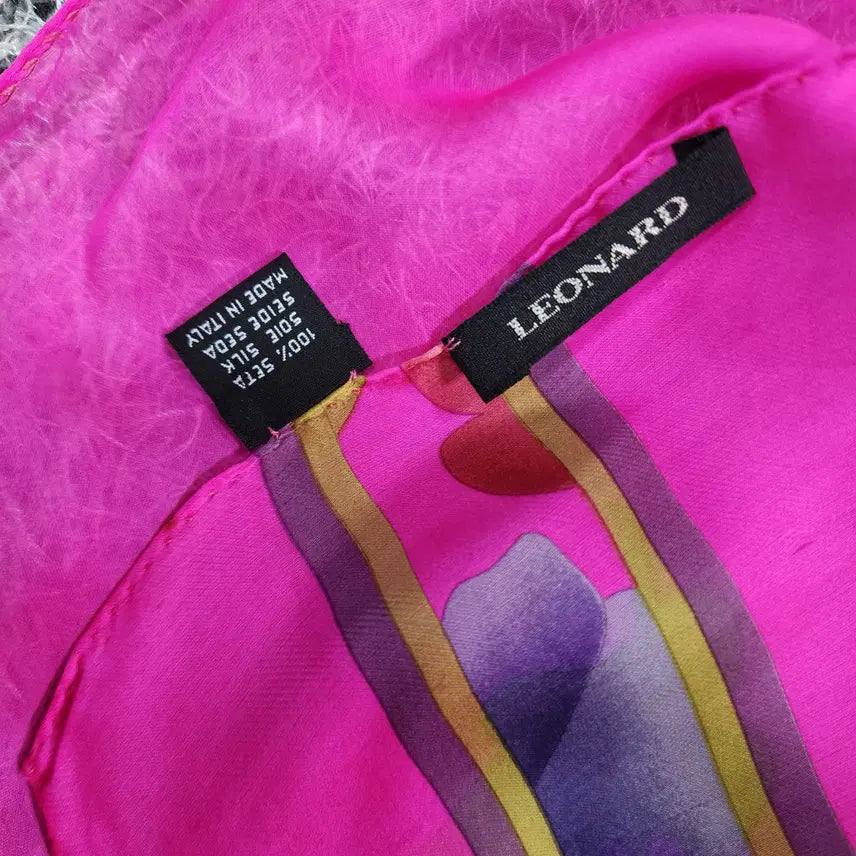 LEONARD
100% SETA
SOIE SILK
SEIDE SEDA
MADE IN ITALY